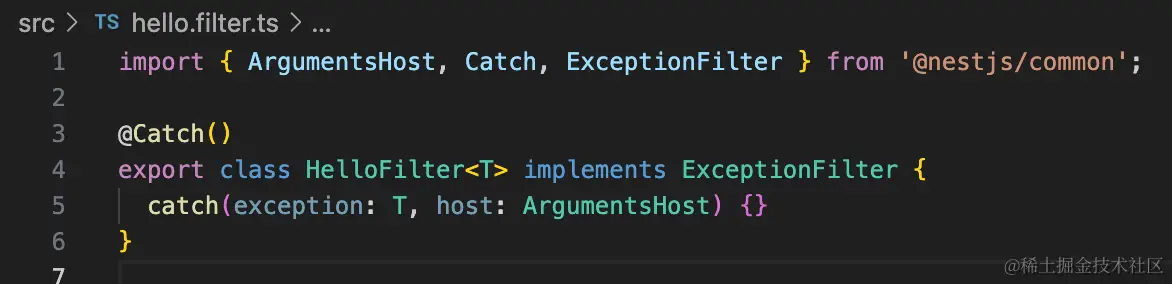 src > TS hello.filter.ts > ...
1 import { ArgumentsHost, Catch, ExceptionFilter } from '@nestjs/common';
2
3 @Catch()
4 export class HelloFilter<T> implements ExceptionFilter {
5   catch(exception: T, host: ArgumentsHost) {}
6 }
7
@稀土掘金技术社区